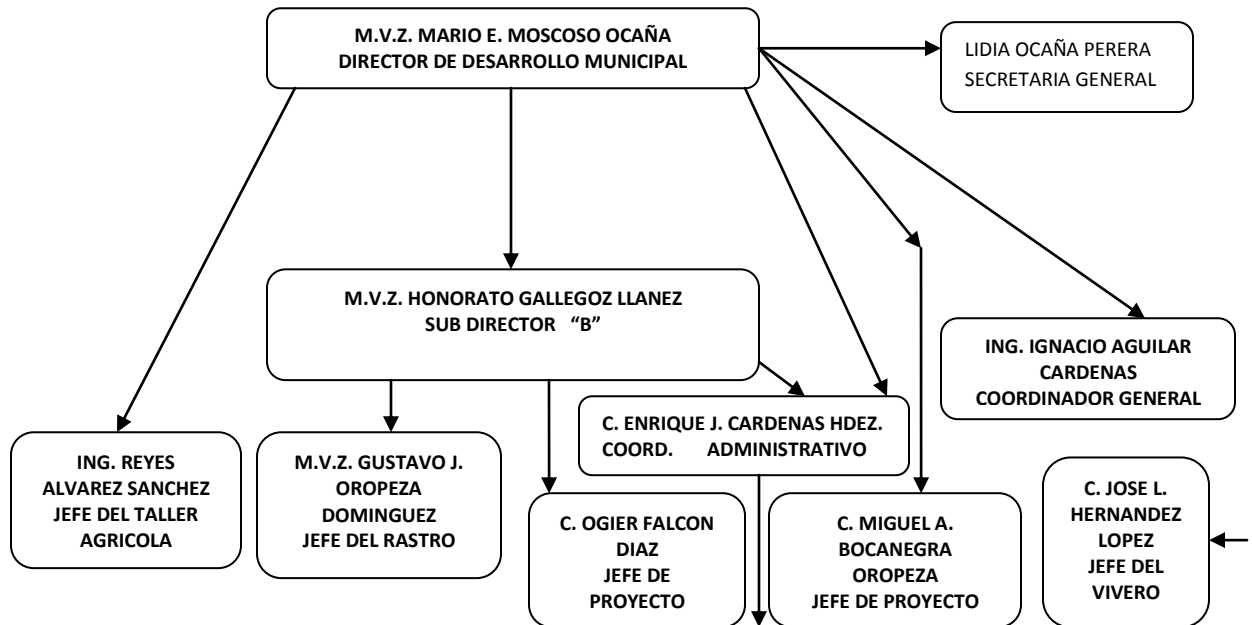 M.V.Z. MARIO E. MOSCOSO OCAÑA
DIRECTOR DE DESARROLLO MUNICIPAL
LIDIA OCAÑA PERERA
SECRETARIA GENERAL
M.V.Z. HONORATO GALLEGOZ LLANEZ
SUB DIRECTOR “B”
ING. IGNACIO AGUILAR
CARDENAS
COORDINADOR GENERAL
C. ENRIQUE J. CARDENAS HDEZ.
COORD. ADMINISTRATIVO
ING. REYES
ALVAREZ SANCHEZ
JEFE DEL TALLER
AGRICOLA
M.V.Z. GUSTAVO J.
OROPEZA
DOMINGUEZ
JEFE DEL RASTRO
C. OGIER FALCON
DIAZ
JEFE DE
PROYECTO
C. MIGUEL A.
BOCANEGRA
OROPEZA
JEFE DE PROYECTO
C. JOSE L.
HERNANDEZ
LOPEZ
JEFE DEL
VIVERO